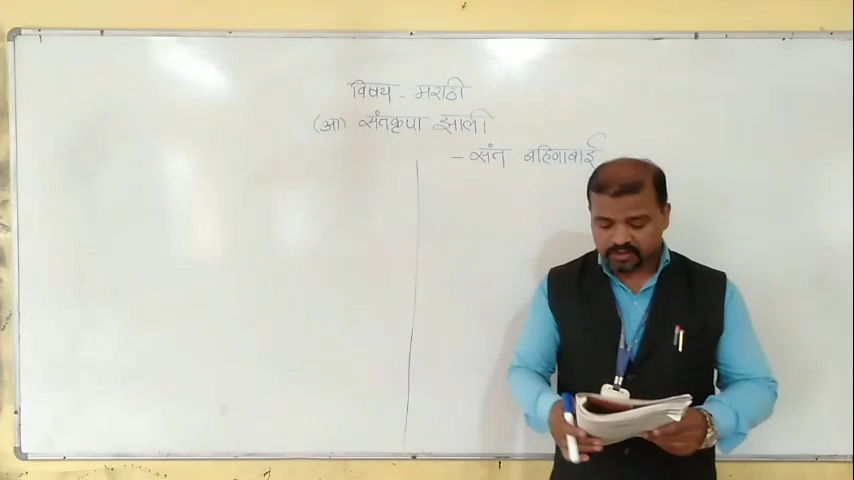 विषय - मराठी
(आ) संतकृपा झाली
- संत बहिणाबाई